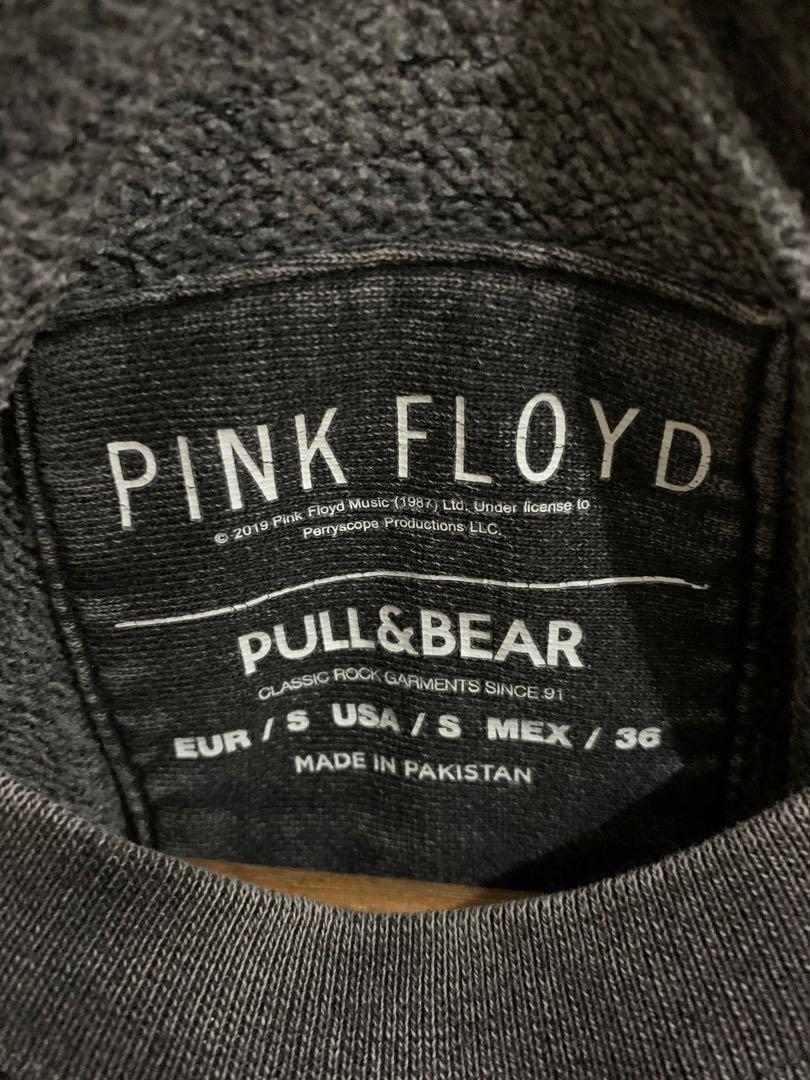 PINK FLOYD
© 2019 Pink Floyd Music (1987) Ltd. Under license to
Perryscope Productions LLC.
PULL&BEAR
CLASSIC ROCK GARMENTS SINCE 91
EUR / S USA / S MEX / 36
MADE IN PAKISTAN